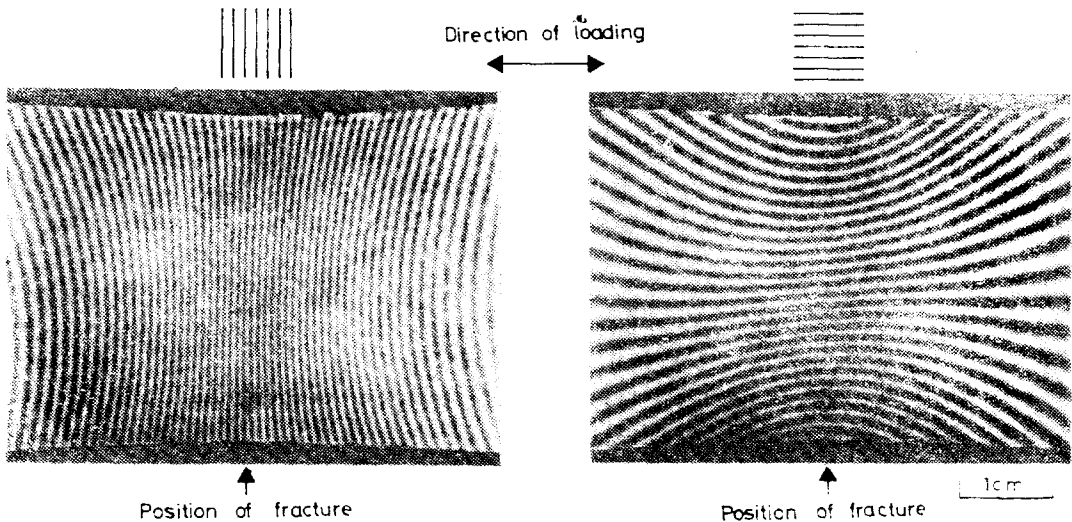 Direction of loading
Position of fracture
Position of fracture
1cm